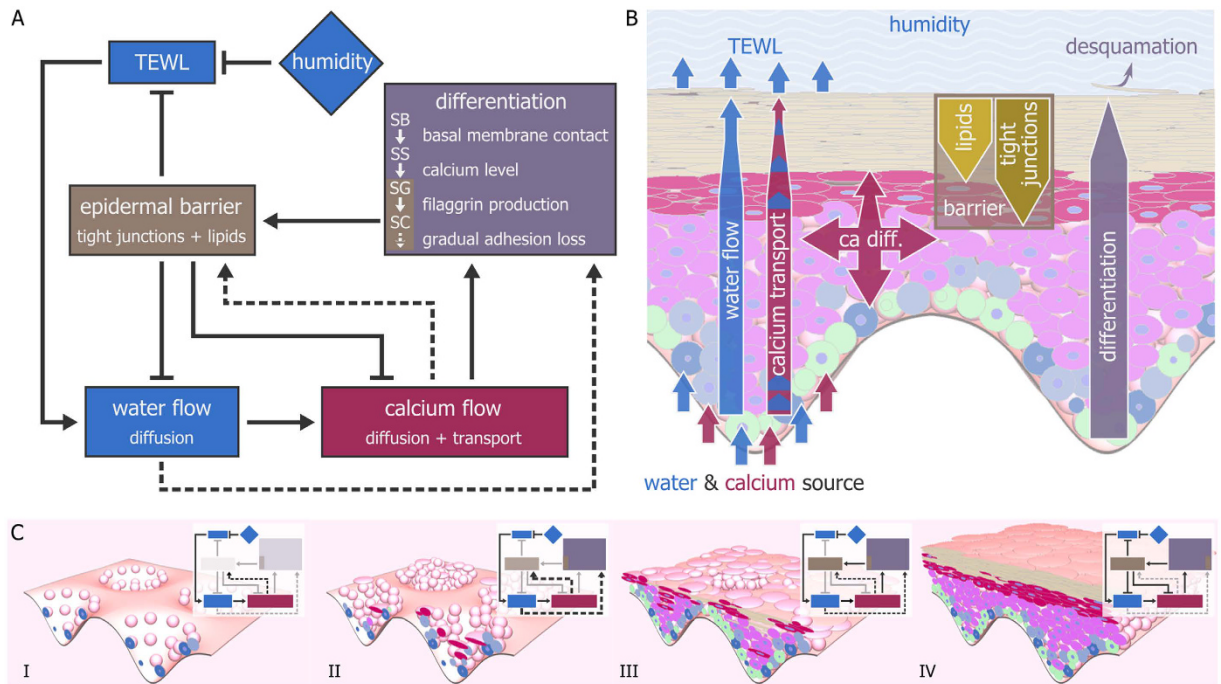 A
TEWL
humidity
differentiation
SB
basal membrane contact
SS
calcium level
SG
filaggrin production
SC
gradual adhesion loss
epidermal barrier
tight junctions + lipids
water flow
diffusion
calcium flow
diffusion + transport
B
humidity
TEWL
desquamation
lipids
tight
junctions
barrier
ca diff.
water flow
calcium transport
differentiation
water & calcium source
C
I
II
III
IV